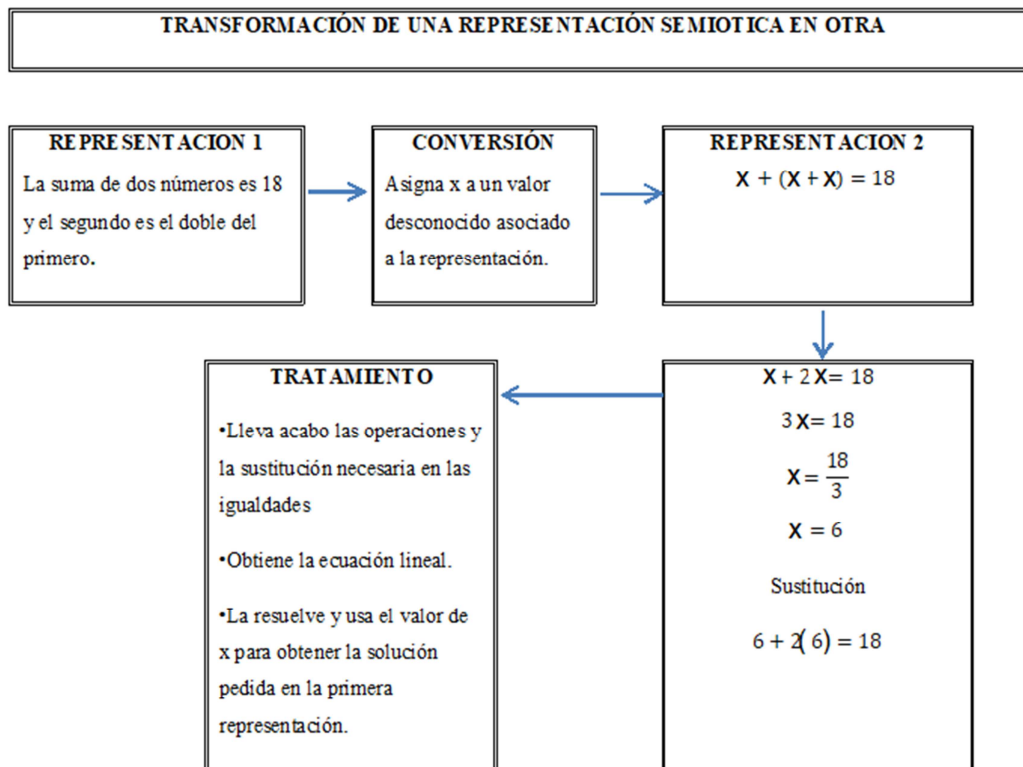 TRANSFORMACIÓN DE UNA REPRESENTACIÓN SEMIOTICA EN OTRA
REPRESENTACION 1
La suma de dos números es 18
y el segundo es el doble del
primero.
CONVERSIÓN
Asigna x a un valor
desconocido asociado
a la representación.
REPRESENTACION 2
X + (X + X) = 18
X + 2 X = 18
3 X = 18
X = 18/3
X = 6
Sustitución
6 + 2( 6) = 18
TRATAMIENTO
•Lleva acabo las operaciones y
la sustitución necesaria en las
igualdades
•Obtiene la ecuación lineal.
•La resuelve y usa el valor de
x para obtener la solución
pedida en la primera
representación.